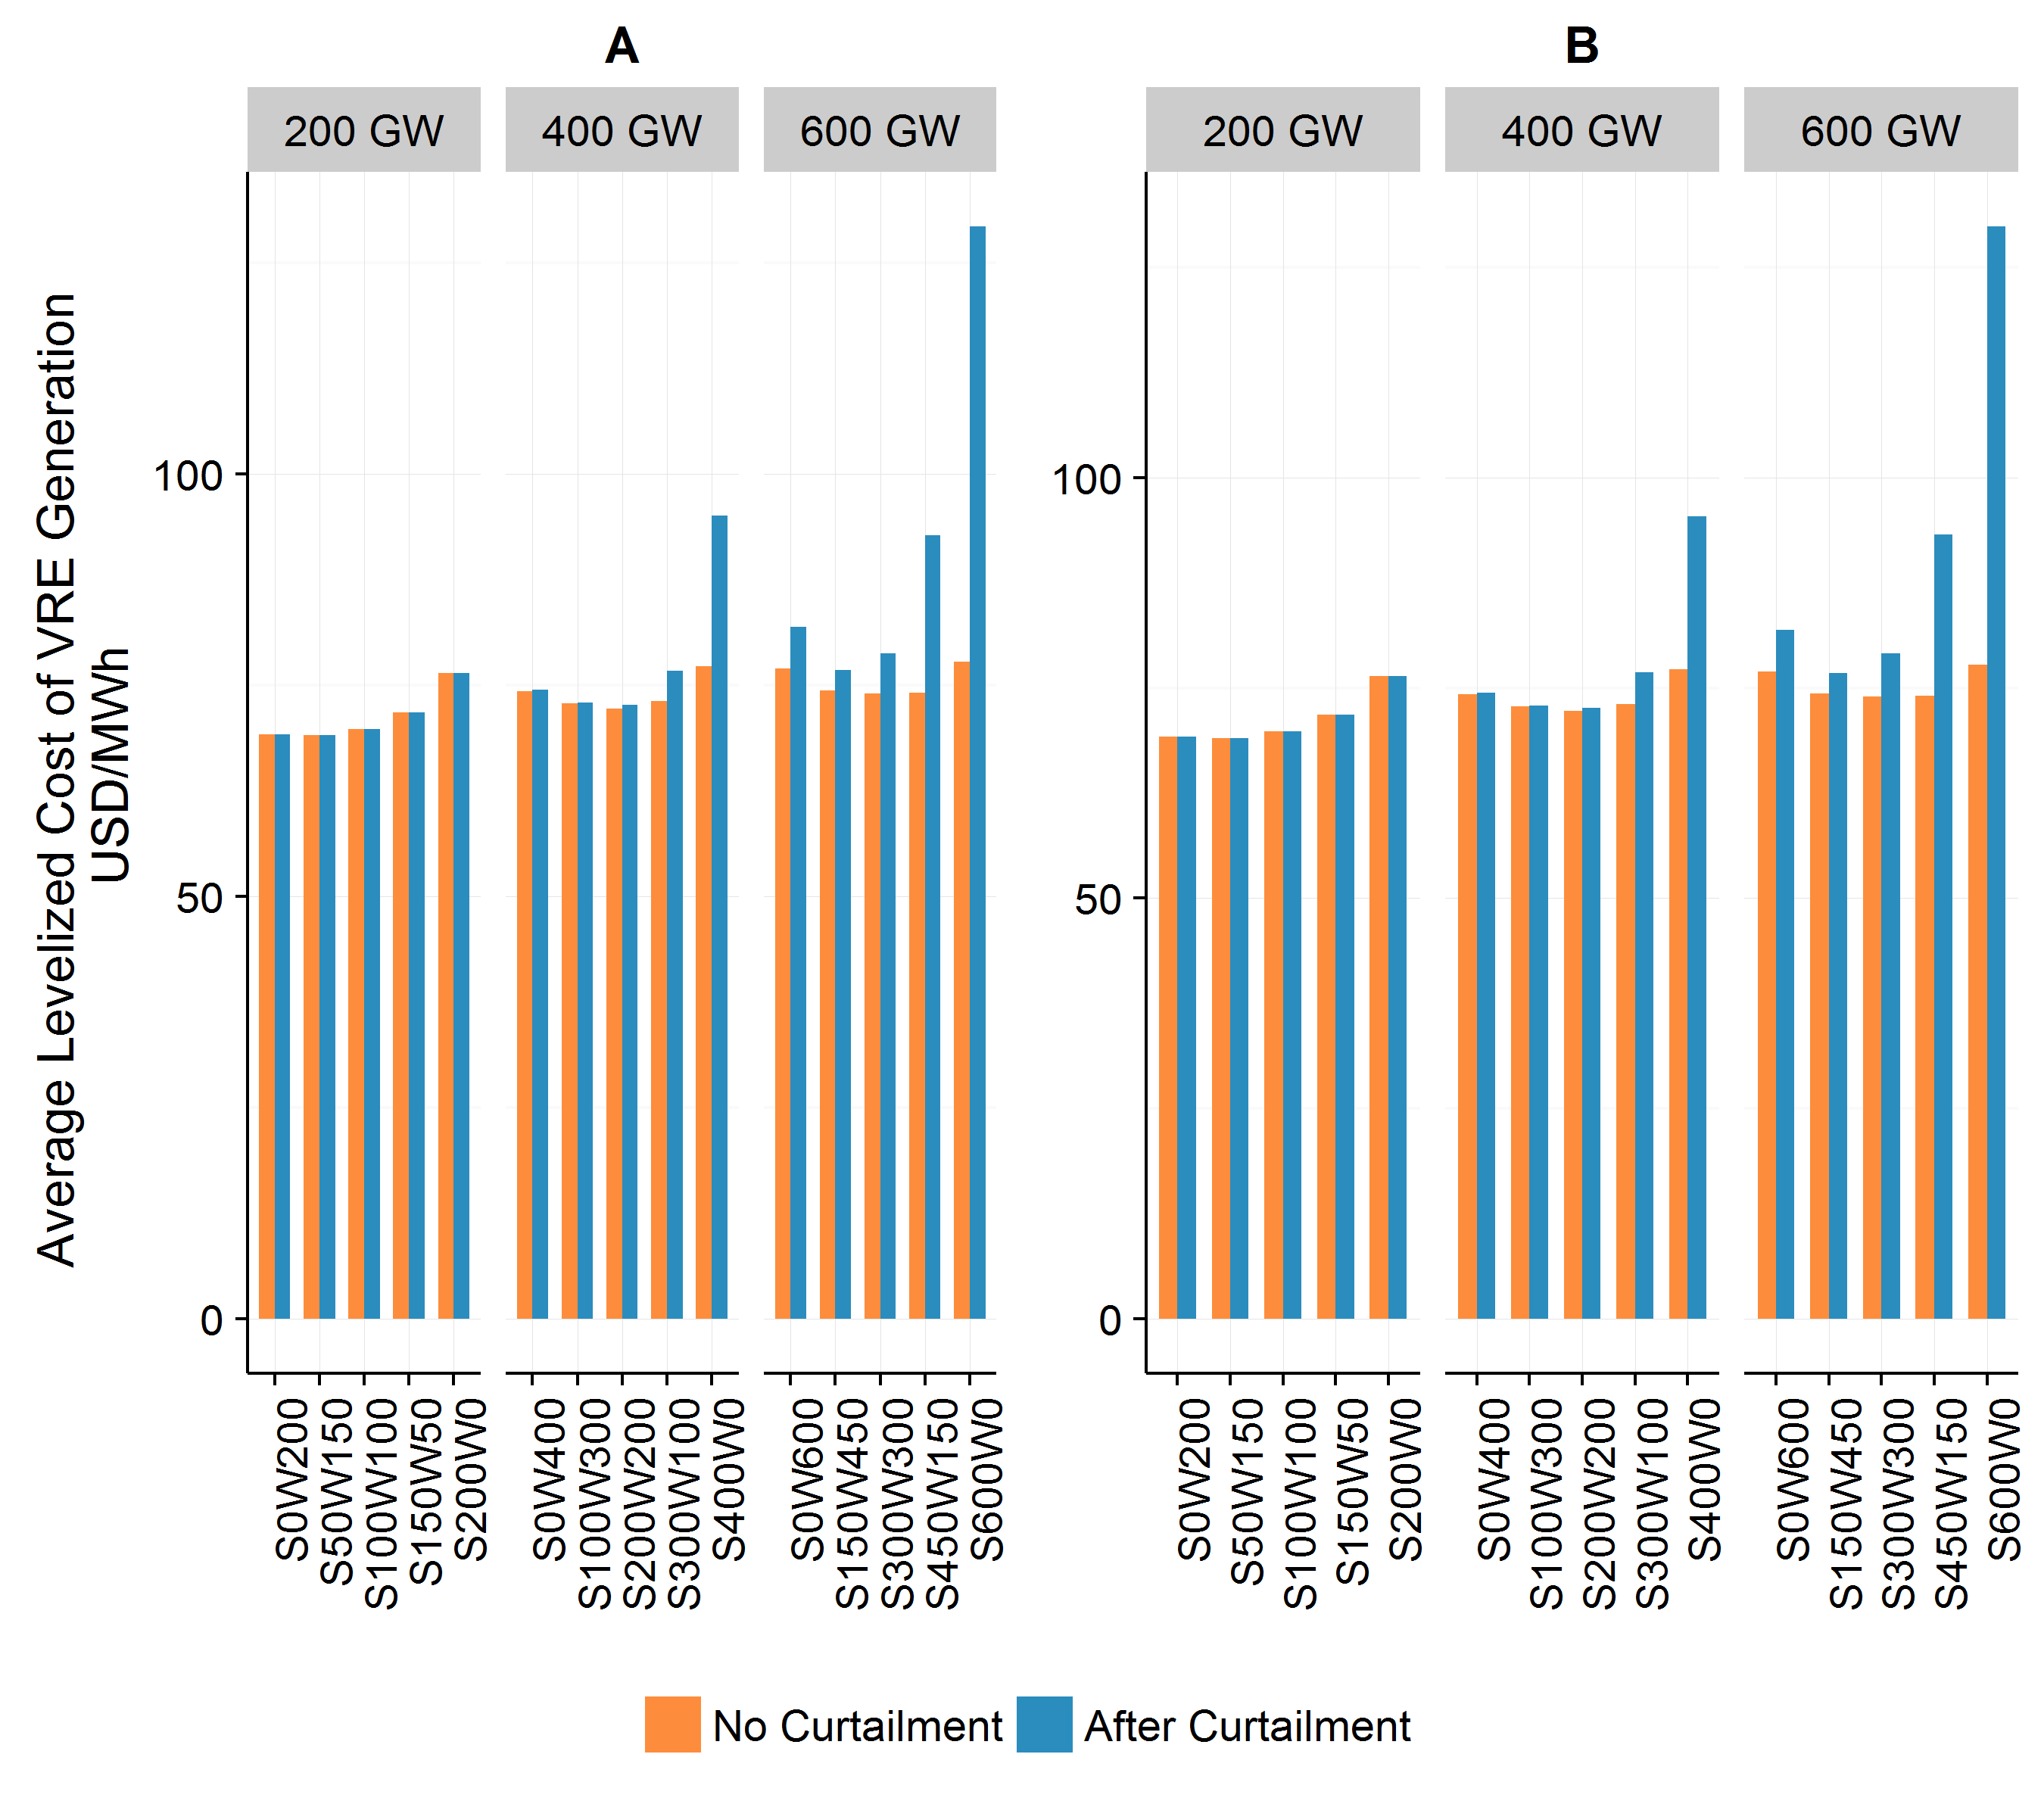 A
B
200 GW
400 GW
600 GW
200 GW
400 GW
600 GW
Average Levelized Cost of VRE Generation
USD/MWh
100
50
0
100
50
0
S0W200
S50W150
S100W100
S150W50
S200W0
S0W400
S100W300
S200W200
S300W100
S400W0
S0W600
S150W450
S300W300
S450W150
S600W0
S0W200
S50W150
S100W100
S150W50
S200W0
S0W400
S100W300
S200W200
S300W100
S400W0
S0W600
S150W450
S300W300
S450W150
S600W0
No Curtailment
After Curtailment